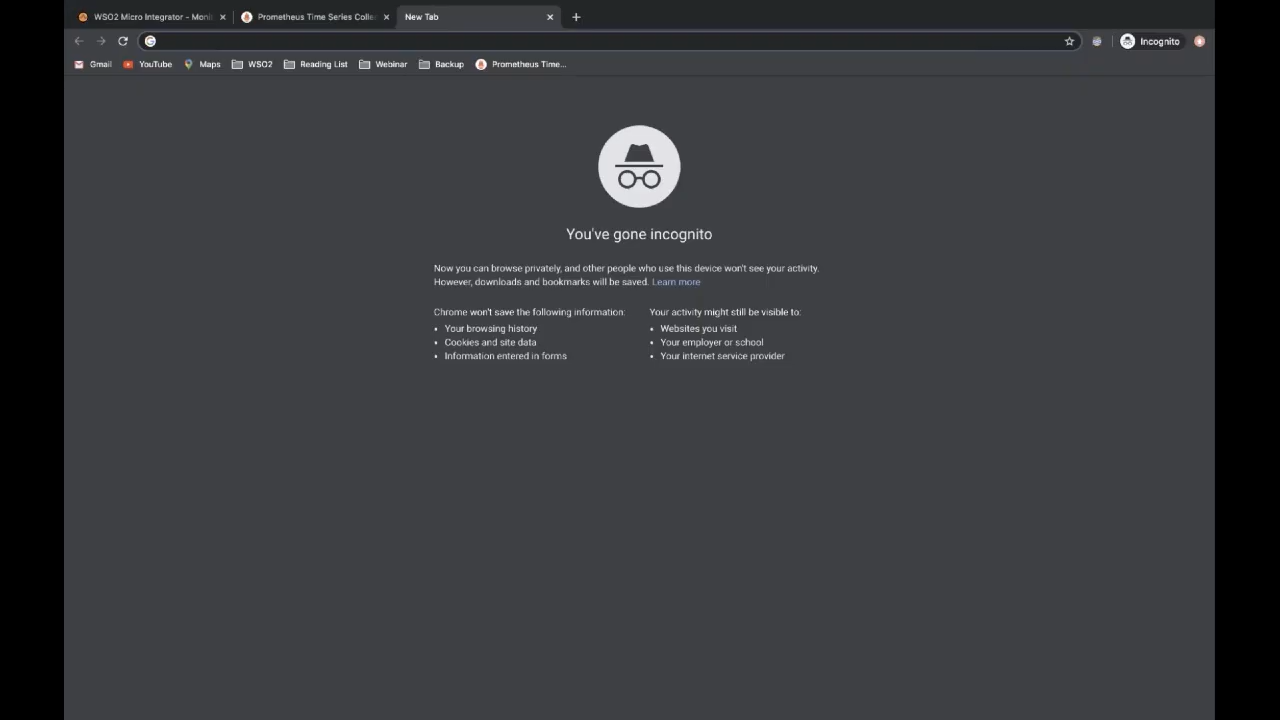 WSO2 Micro Integrator - Moni
Prometheus Time Series Colle
New Tab
Incognito
Gmail
YouTube
Maps
WSO2
Reading List
Webinar
Backup
Prometheus Time...
You've gone incognito
Now you can browse privately, and other people who use this device won't see your activity.
However, downloads and bookmarks will be saved. Learn more
Chrome won't save the following information:
• Your browsing history
• Cookies and site data
• Information entered in forms
Your activity might still be visible to:
• Websites you visit
• Your employer or school
• Your internet service provider